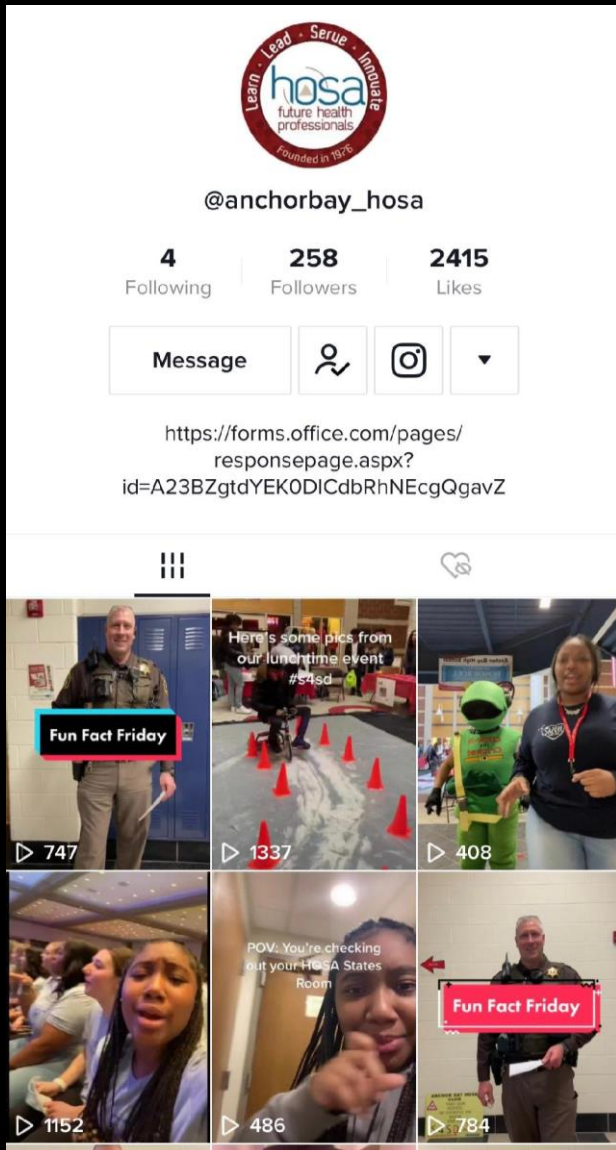 Learn · Lead · Serve · Innovate
hosa
future health
professionals
Founded in 1976
@anchorbay_hosa
4
Following
258
Followers
2415
Likes
Message
https://forms.office.com/pages/
responsepage.aspx?
id=A23BZgtdYEK0DICdbRhNEcgQgavZ
Fun Fact Friday
747
Here's some pics from
our lunchtime event
#s4sd
1337
408
1152
POV: You're checking
out your HOSA States
Room
486
Fun Fact Friday
784